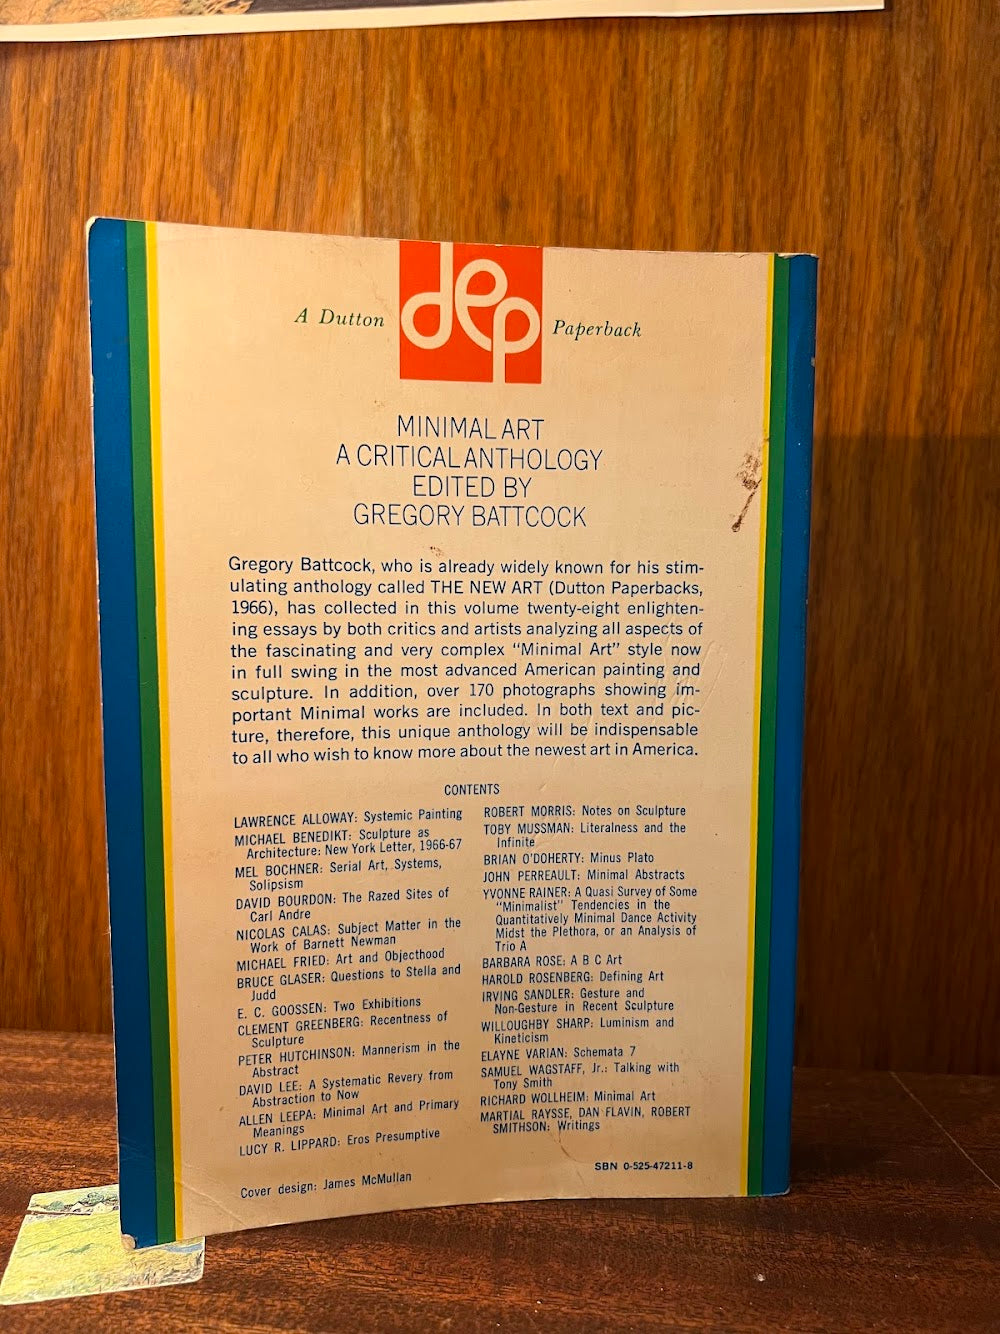 A Dutton dep Paperback
MINIMAL ART
A CRITICAL ANTHOLOGY
EDITED BY
GREGORY BATTCOCK
Gregory Battcock, who is already widely known for his stim-
ulating anthology called THE NEW ART (Dutton Paperbacks,
1966), has collected in this volume twenty-eight enlighten-
ing essays by both critics and artists analyzing all aspects of
the fascinating and very complex “Minimal Art” style now
in full swing in the most advanced American painting and
sculpture. In addition, over 170 photographs showing im-
portant Minimal works are included. In both text and pic-
ture, therefore, this unique anthology will be indispensable
to all who wish to know more about the newest art in America.
CONTENTS
LAWRENCE ALLOWAY: Systemic Painting
MICHAEL BENEDIKT: Sculpture as
Architecture: New York Letter, 1966-67
MEL BOCHNER: Serial Art, Systems,
Solipsism
DAVID BOURDON: The Razed Sites of
Carl Andre
NICOLAS CALAS: Subject Matter in the
Work of Barnett Newman
MICHAEL FRIED: Art and Objecthood
BRUCE GLASER: Questions to Stella and
Judd
E. C. GOOSSEN: Two Exhibitions
CLEMENT GREENBERG: Recentness of
Sculpture
PETER HUTCHINSON: Mannerism in the
Abstract
DAVID LEE: A Systematic Revery from
Abstraction to Now
ALLEN LEEPA: Minimal Art and Primary
Meanings
LUCY R. LIPPARD: Eros Presumptive
ROBERT MORRIS: Notes on Sculpture
TOBY MUSSMAN: Literalness and the
Infinite
BRIAN O’DOHERTY: Minus Plato
JOHN PERREAULT: Minimal Abstracts
YVONNE RAINER: A Quasi Survey of Some
“Minimalist” Tendencies in the
Quantitatively Minimal Dance Activity
Midst the Plethora, or an Analysis of
Trio A
BARBARA ROSE: A B C Art
HAROLD ROSENBERG: Defining Art
IRVING SANDLER: Gesture and
Non-Gesture in Recent Sculpture
WILLOUGHBY SHARP: Luminism and
Kineticism
ELAYNE VARIAN: Schemata 7
SAMUEL WAGSTAFF, Jr.: Talking with
Tony Smith
RICHARD WOLLHEIM: Minimal Art
MARTIAL RAYSSE, DAN FLAVIN, ROBERT
SMITHSON: Writings
SBN 0-525-47211-8
Cover design: James McMullan